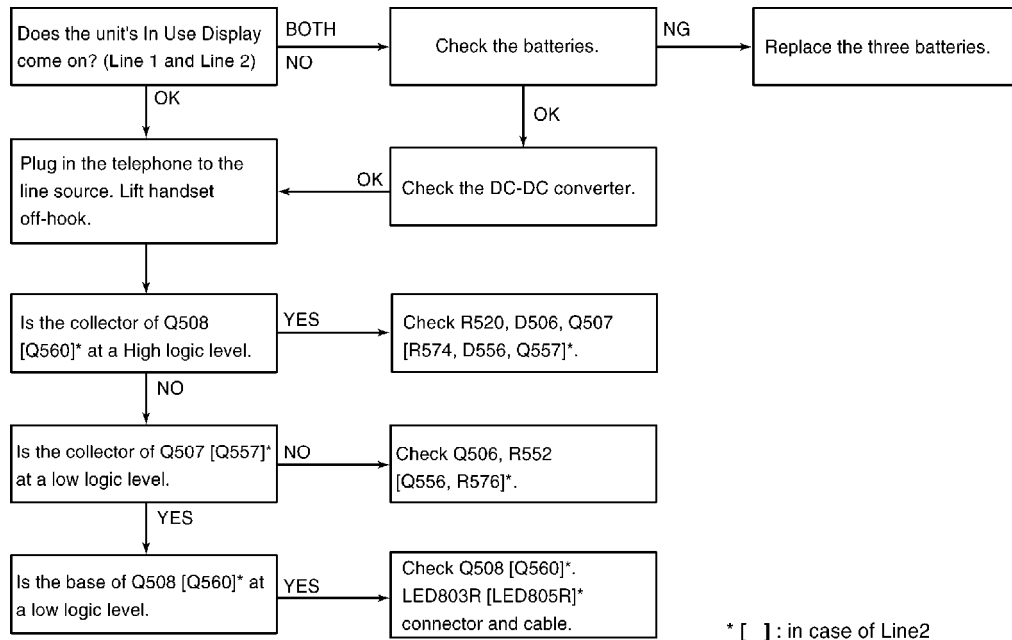 Does the unit's In Use Display
come on? (Line 1 and Line 2)
BOTH
NO
Check the batteries.
NG
Replace the three batteries.
OK
OK
Plug in the telephone to the
line source. Lift handset
off-hook.
OK
Check the DC-DC converter.
Is the collector of Q508
[Q560]* at a High logic level.
YES
Check R520, D506, Q507
[R574, D556, Q557]*.
NO
Is the collector of Q507 [Q557]*
at a low logic level.
NO
Check Q506, R552
[Q556, R576]*.
YES
Is the base of Q508 [Q560]* at
a low logic level.
YES
Check Q508 [Q560]*.
LED803R [LED805R]*
connector and cable.
* [ ] : in case of Line2